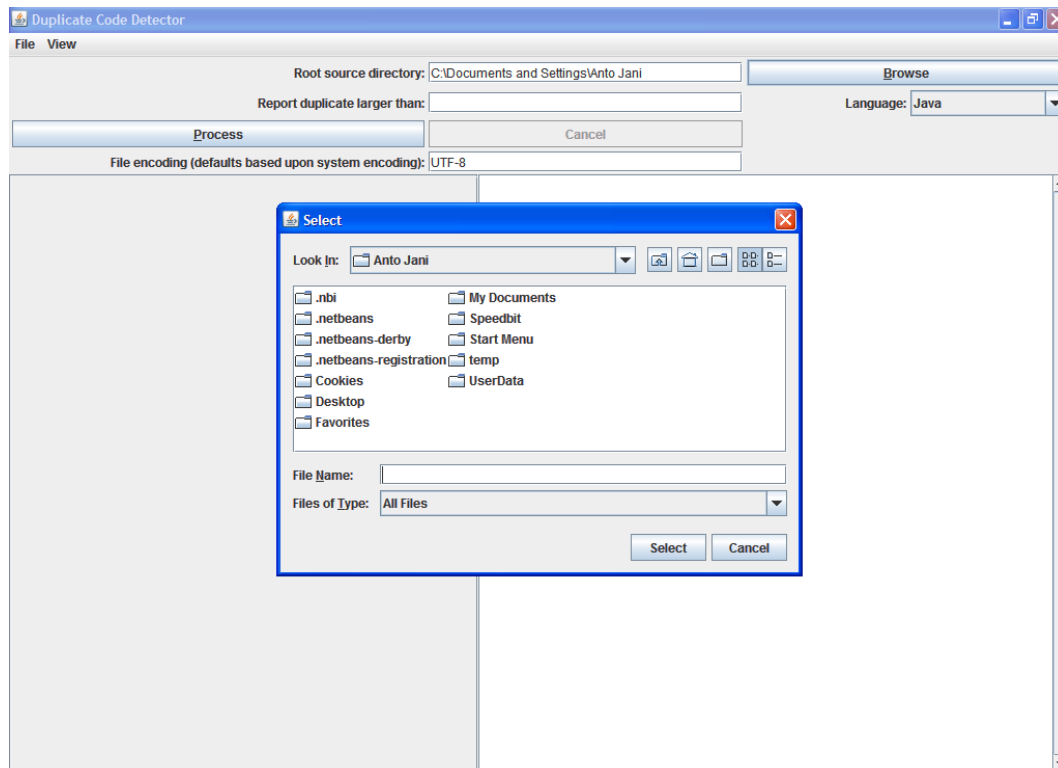 Duplicate Code Detector
File View
Root source directory: C:\Documents and Settings\Anto Jani Browse
Report duplicate larger than: Language: Java
Process Cancel
File encoding (defaults based upon system encoding): UTF-8
Select
Look In: Anto Jani
.nbi My Documents
.netbeans Speedbit
.netbeans-derby Start Menu
.netbeans-registration temp
Cookies UserData
Desktop
Favorites
File Name:
Files of Type: All Files
Select Cancel